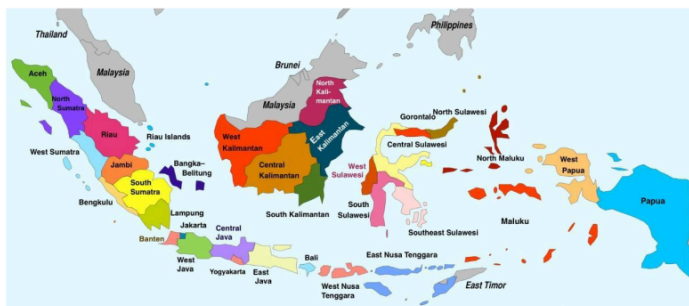 Philippines
Thailand
Malaysia
Brunei
Malaysia
Aceh
North
Sumatra
Riau
Riau Islands
West Sumatra
Jambi
Bangka–
Belitung
South
Sumatra
Bengkulu
Lampung
Jakarta
Banten
West
Java
Central
Java
Yogyakarta
East
Java
Bali
West Nusa
Tenggara
East Nusa Tenggara
East Timor
North
Kali-
mantan
West
Kalimantan
East
Kalimantan
Central
Kalimantan
South Kalimantan
Gorontalo
North Sulawesi
Central Sulawesi
West
Sulawesi
South
Sulawesi
Southeast Sulawesi
North Maluku
Maluku
West
Papua
Papua